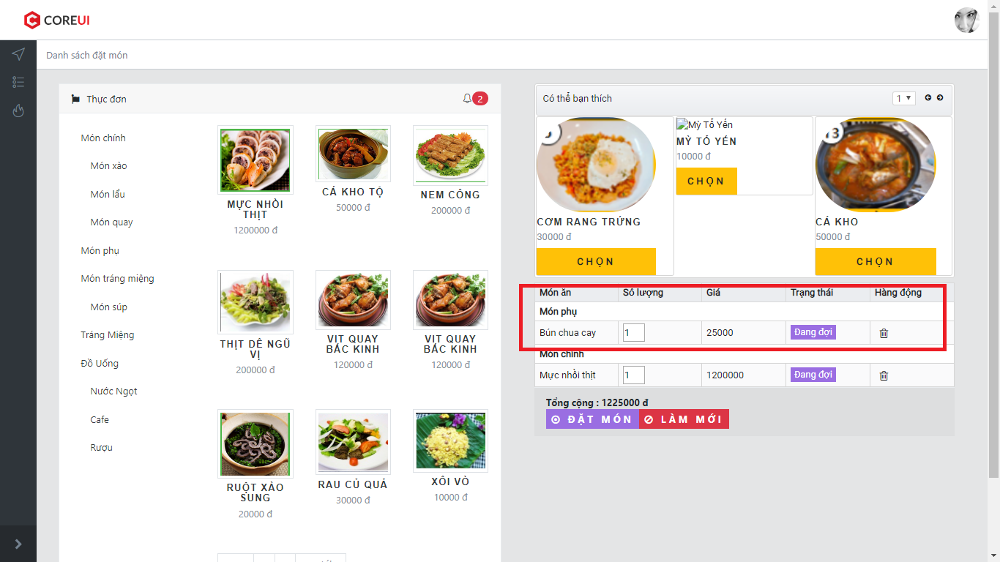 COREUI
Danh sách đặt món
Thực đơn
2
Món chính
Món xào
Món lẩu
Món quay
Món phụ
Món tráng miệng
Món súp
Tráng Miệng
Đồ Uống
Nước Ngọt
Cafe
Rượu
MỰC NHỒI THỊT
1200000 đ
CÁ KHO TỘ
50000 đ
NEM CÔNG
200000 đ
THỊT DÊ NGŨ VỊ
200000 đ
VIT QUAY BẮC KINH
120000 đ
VIT QUAY BẮC KINH
120000 đ
RUỘT XÀO SUNG
20000 đ
RAU CỦ QUẢ
30000 đ
XÔI VÒ
10000 đ
Có thể bạn thích
1
CƠM RANG TRỨNG
30000 đ
CHỌN
Mỳ Tố Yến
MỲ TỐ YẾN
10000 đ
CHỌN
13
CÁ KHO
50000 đ
CHỌN
Món ăn Số lượng Giá Trạng thái Hàng động
Món phụ
Bún chua cay 1 25000 Đang đợi
Món chính
Mực nhồi thịt 1 1200000 Đang đợi
Tổng cộng : 1225000 đ
ĐẶT MÓN LÀM MỚI